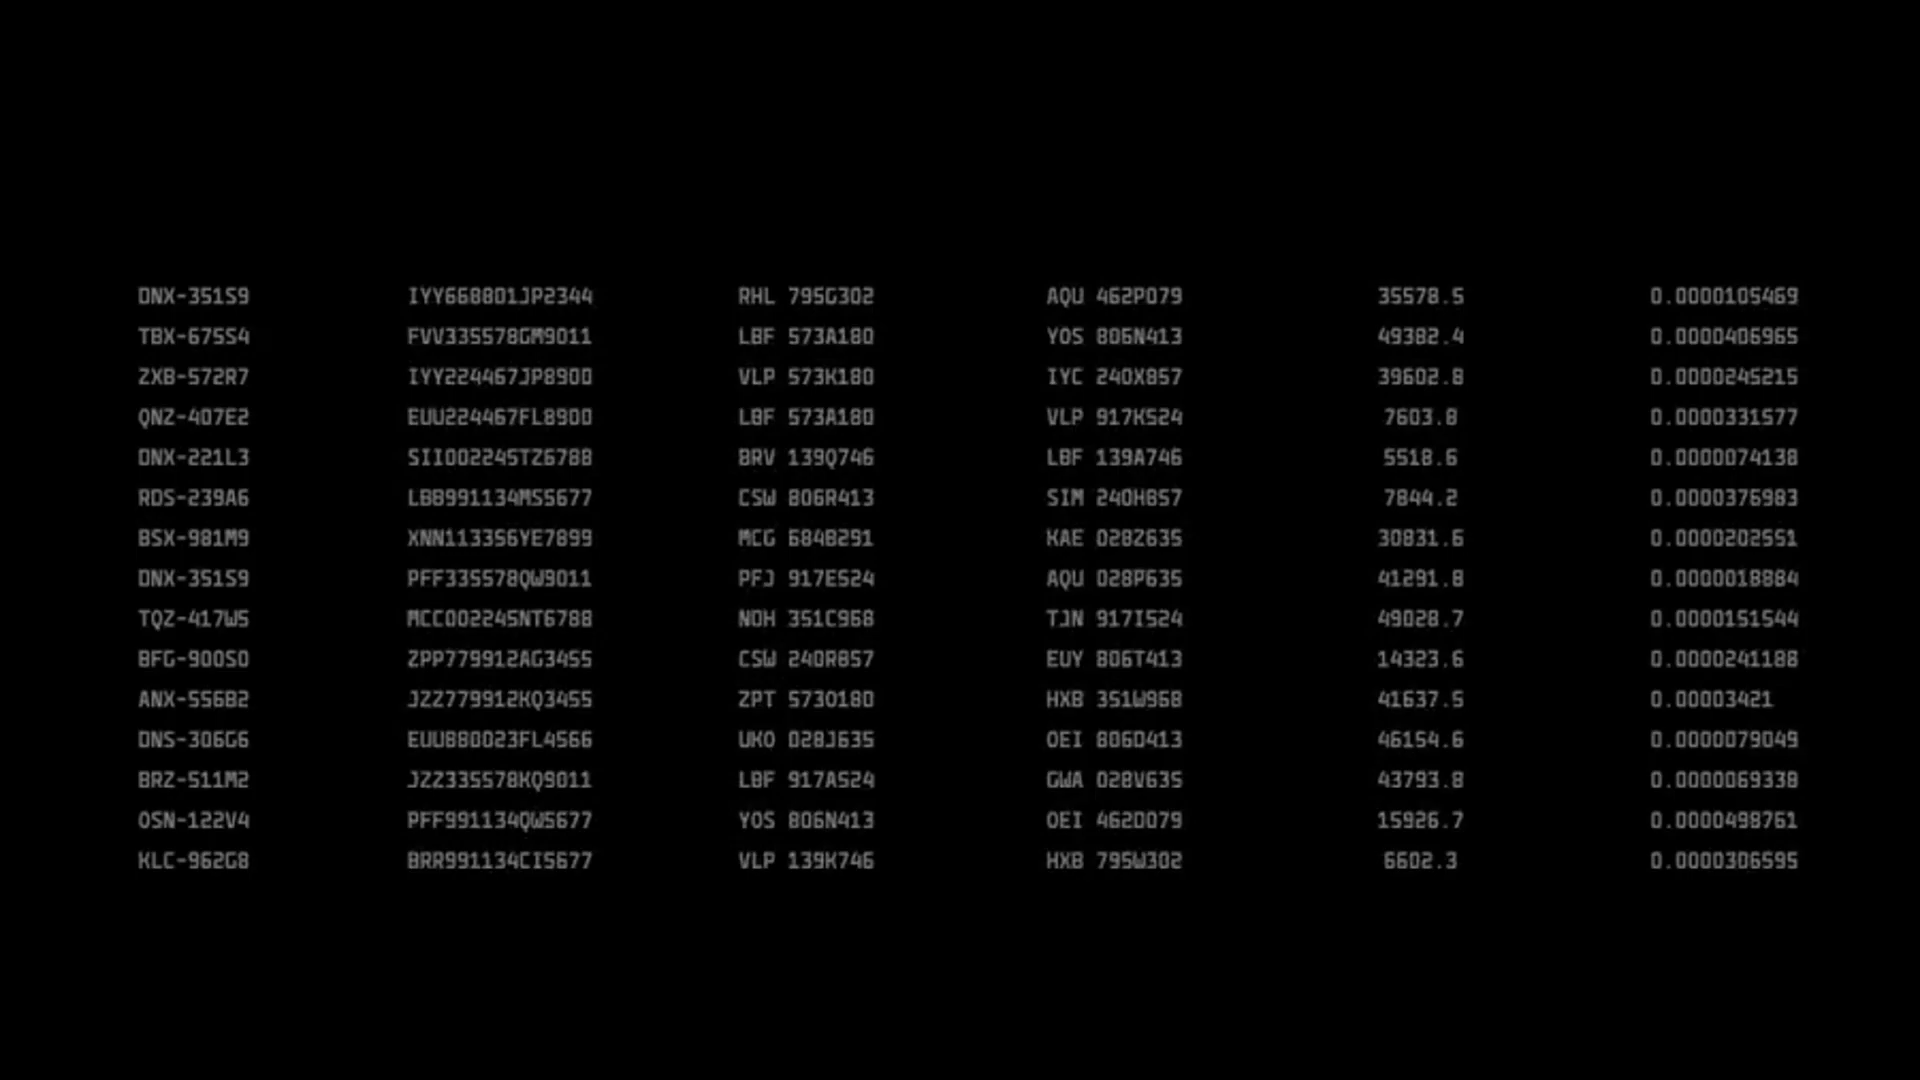 DNX-351S9 IYY668801JP2344 RHL 795G302 AQU 462P079 35578.5 0.0000105469
TBX-675S4 FVV335578GM9011 LBF 573A180 YOS 806N413 49382.4 0.0000406965
ZXB-572R7 IYY224467JP8900 VLP 573K180 IYC 240X857 39602.8 0.0000245215
QNZ-407E2 EUU224467FL8900 LBF 573A180 VLP 917K524 7603.8 0.0000331577
DNX-221L3 SII002245TZ6788 BRV 139Q746 LBF 139A746 5518.6 0.0000074138
RDS-239A6 LBB991134MS5677 CSW 806R413 SIM 240H857 7844.2 0.0000376983
BSX-981M9 XNN113356YE7899 MCG 684B291 KAE 028Z635 30831.6 0.0000202551
DNX-351S9 PFF335578QW9011 PFJ 917E524 AQU 028P635 41291.8 0.0000018884
TQZ-417W5 MCC002245NT6788 NDH 351C968 TJN 917I524 49028.7 0.0000151544
BFG-900S0 ZPP779912AG3455 CSW 240R857 EUY 806T413 14323.6 0.0000241188
ANX-556B2 JZZ779912KQ3455 ZPT 573O180 HXB 351W968 41637.5 0.00003421
DNS-306G6 EUU880023FL4566 UKO 028J635 OEI 806D413 46154.6 0.0000079049
BRZ-511M2 JZZ335578KQ9011 LBF 917A524 GWA 028V635 43793.8 0.0000069338
OSN-122V4 PFF991134QW5677 YOS 806N413 OEI 462D079 15926.7 0.0000498761
KLC-962G8 BRR991134CI5677 VLP 139K746 HXB 795W302 6602.3 0.0000306595